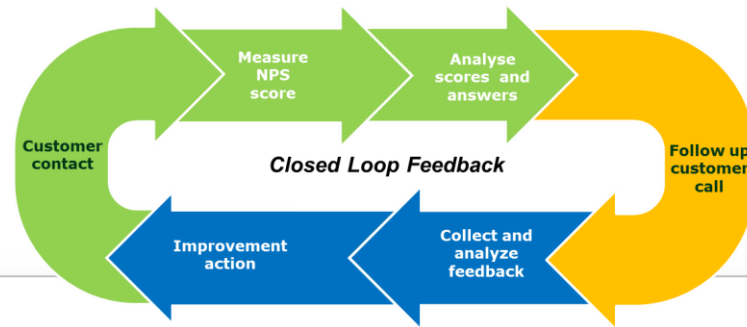 Measure
NPS
score
Analyse
scores and
answers
Customer
contact
Closed Loop Feedback
Follow up
customer
call
Improvement
action
Collect and
analyze
feedback